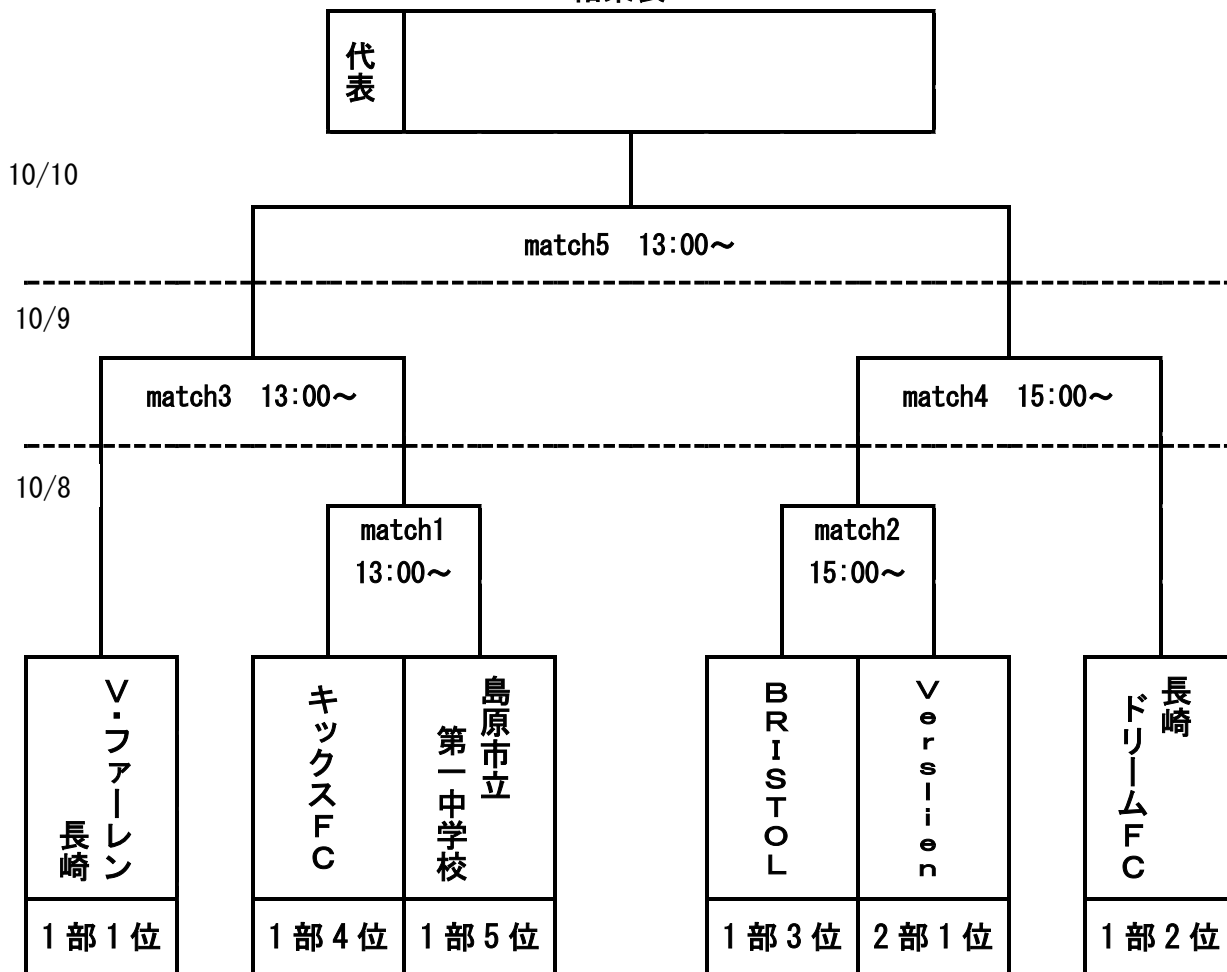 代表
10/10
match5 13:00～
10/9
match3 13:00～
match4 15:00～
10/8
match1
13:00～
match2
15:00～
V・ファーレン
長崎
キックスFC
島原市立
第一中学校
BRISTOL
Verslien
長崎
ドリームFC
1部1位
1部4位
1部5位
1部3位
2部1位
1部2位